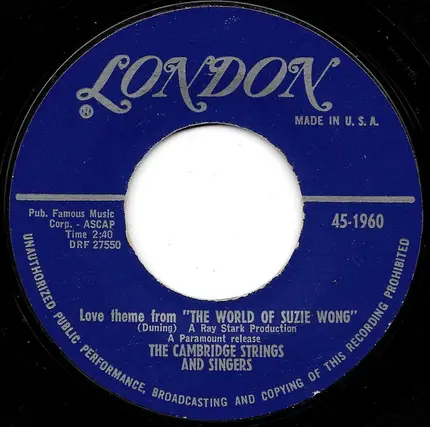 LONDON
®
MADE IN U. S. A.
Pub. Famous Music
Corp. - ASCAP
Time 2:40
DRF 27550
45-1960
Love theme from "THE WORLD OF SUZIE WONG"
(Duning) A Ray Stark Production
A Paramount release
THE CAMBRIDGE STRINGS
AND SINGERS
UNAUTHORIZED PUBLIC PERFORMANCE, BROADCASTING AND COPYING OF THIS RECORDING PROHIBITED